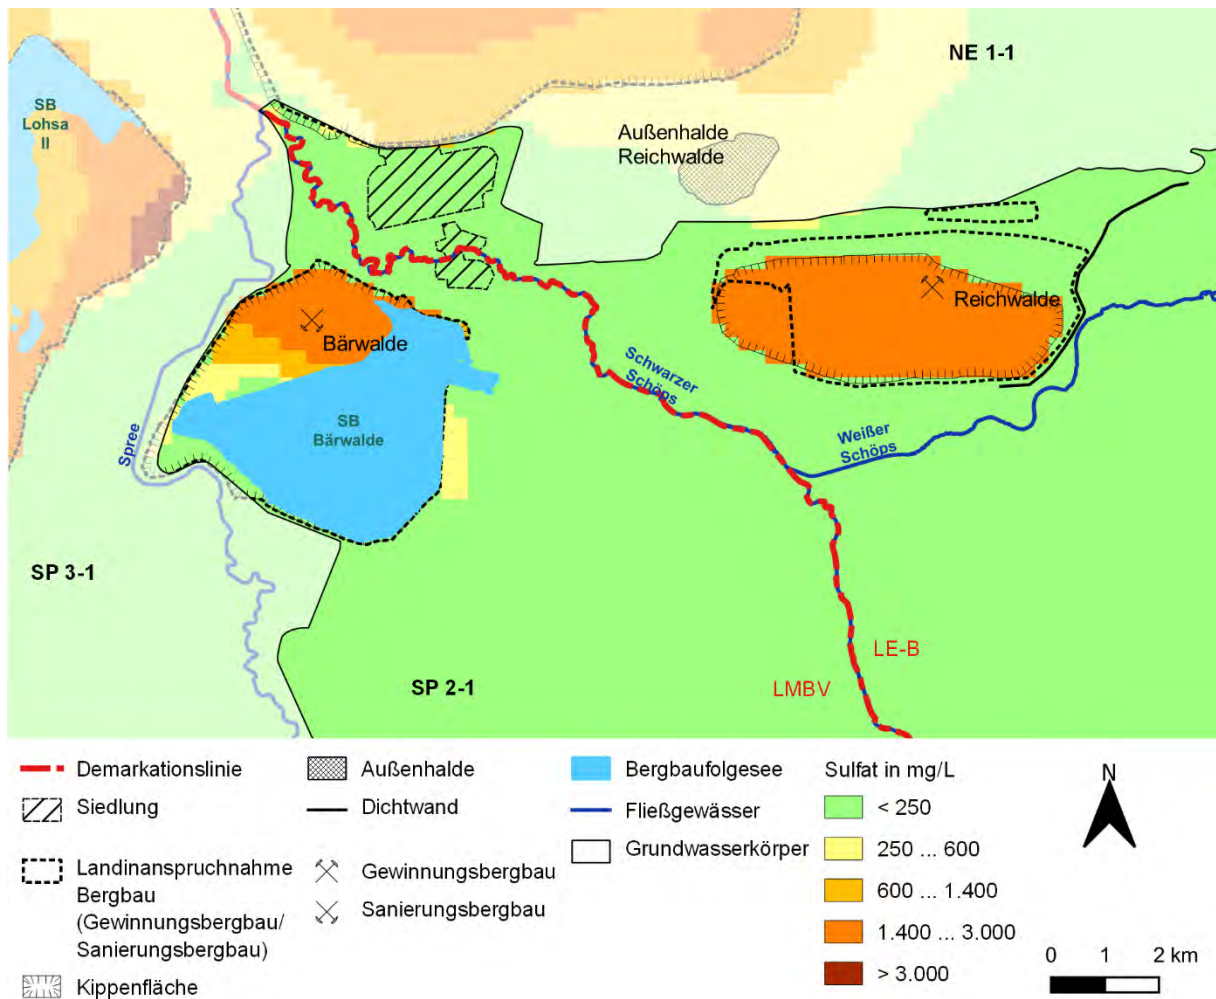 NE 1-1
SB
Lohsa
II
Außenhalde
Reichwalde
Reichwalde
Bärwalde
Schwarzer
Schöps
SB
Bärwalde
Spree
Weißer
Schöps
SP 3-1
LE-B
SP 2-1
LMBV
Demarkationslinie
Siedlung
Landinanspruchnahme
Bergbau
(Gewinnungsbergbau/
Sanierungsbergbau)
Kippenfläche
Außenhalde
Dichtwand
Gewinnungsbergbau
Sanierungsbergbau
Bergbaufolgesee
Fließgewässer
Grundwasserkörper
Sulfat in mg/L
< 250
250 ... 600
600 ... 1.400
1.400 ... 3.000
> 3.000
N
0 1 2 km